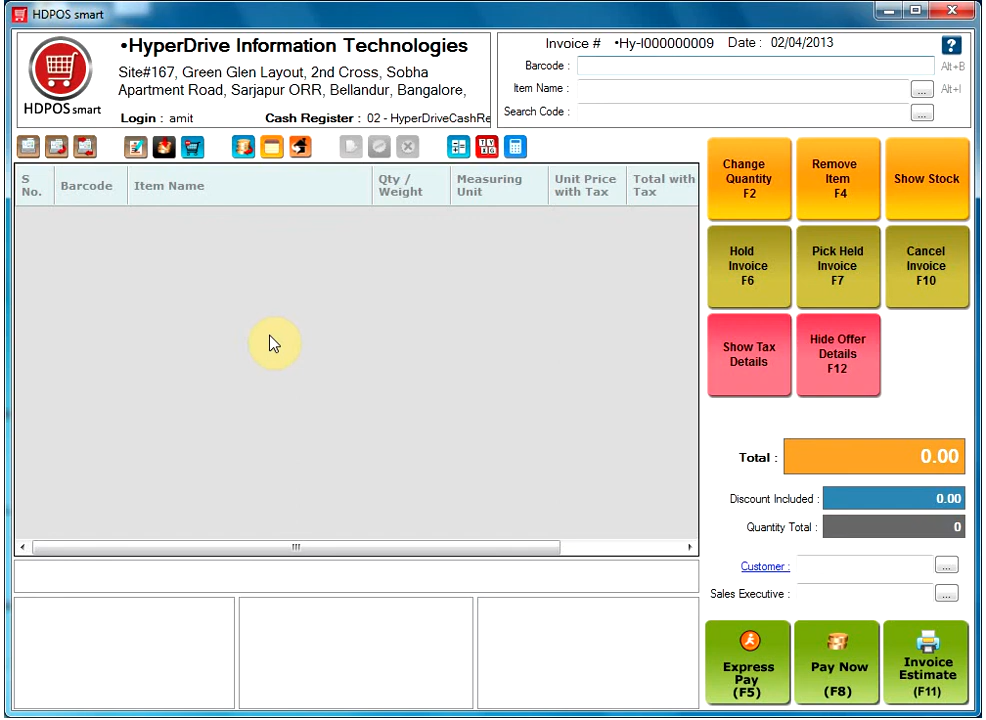 HDPOS smart
HDPOS smart
•HyperDrive Information Technologies
Site#167, Green Glen Layout, 2nd Cross, Sobha
Apartment Road, Sarjapur ORR, Bellandur, Bangalore,
Login : amit
Cash Register : 02 - HyperDriveCashRe
Invoice # •Hy-I000000009 Date : 02/04/2013
?
Barcode :
Alt+B
Item Name :
...
Alt+I
Search Code :
...
S No.
Barcode
Item Name
Qty / Weight
Measuring Unit
Unit Price with Tax
Total with Tax
Change
Quantity
F2
Remove
Item
F4
Show Stock
Hold
Invoice
F6
Pick Held
Invoice
F7
Cancel
Invoice
F10
Show Tax
Details
Hide Offer
Details
F12
Total : 0.00
Discount Included : 0.00
Quantity Total : 0
Customer :
...
Sales Executive :
...
Express
Pay
(F5)
Pay Now
(F8)
Invoice
Estimate
(F11)